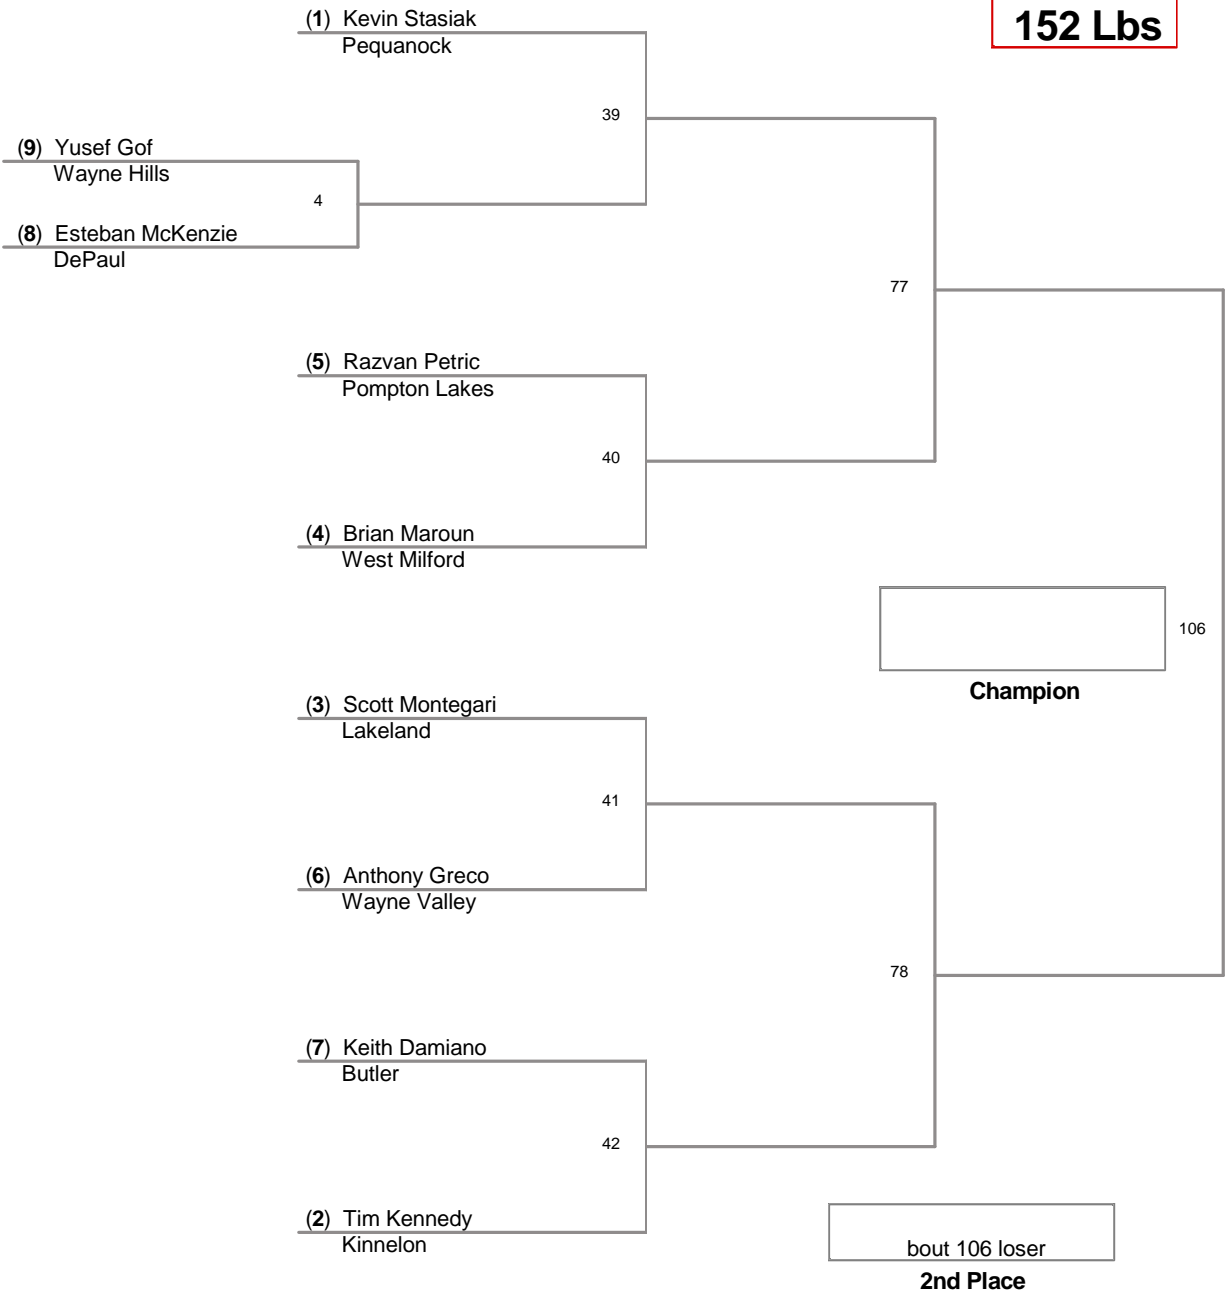 (1) Kevin Stasiak
152 Lbs
Pequanock
39
(9) Yusef Gof
Wayne Hills
4
(8) Esteban McKenzie
DePaul
77
(5) Razvan Petric
Pompton Lakes
40
(4) Brian Maroun
West Milford
106
Champion
(3) Scott Montegari
Lakeland
41
(6) Anthony Greco
Wayne Valley
78
(7) Keith Damiano
Butler
42
(2) Tim Kennedy
Kinnelon
bout 106 loser
2nd Place